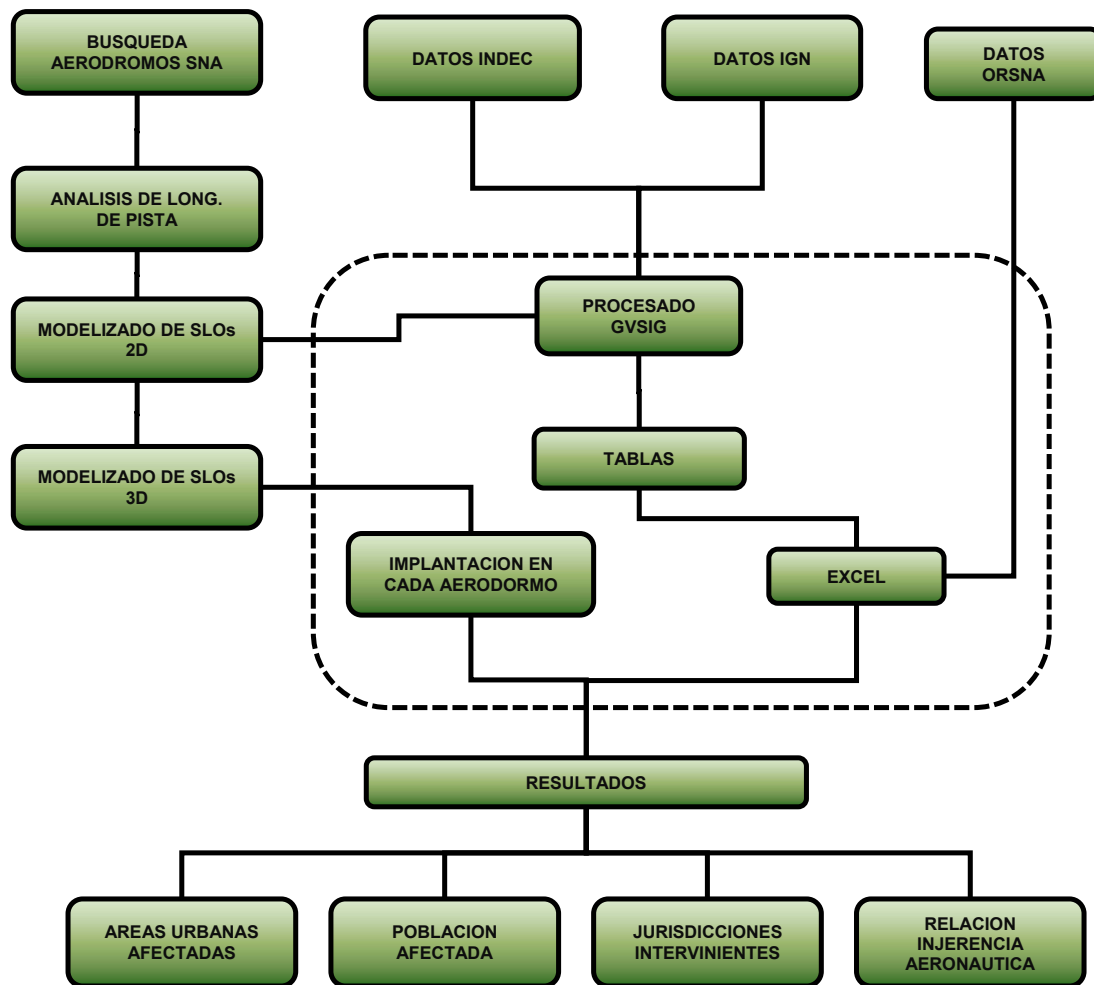 BUSQUEDA
AERODROMOS SNA
DATOS INDEC
DATOS IGN
DATOS
ORSNA
ANALISIS DE LONG.
DE PISTA
MODELIZADO DE SLOs
2D
PROCESADO
GVSIG
MODELIZADO DE SLOs
3D
TABLAS
IMPLANTACION EN
CADA AERODORMO
EXCEL
RESULTADOS
AREAS URBANAS
AFECTADAS
POBLACION
AFECTADA
JURISDICCIONES
INTERVINIENTES
RELACION
INJERENCIA
AERONAUTICA